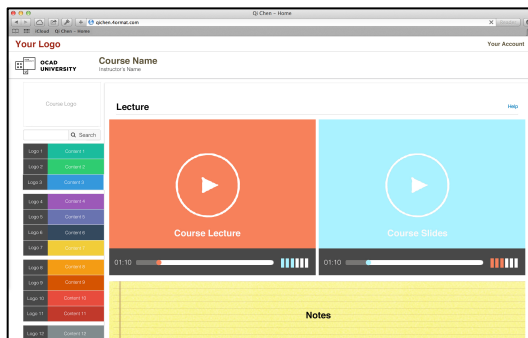 Qi Chen – Home
qichen.4format.com
Reader
iCloud Qi Chen – Home
Your Logo
Your Account
OCAD
UNIVERSITY
Course Name
Instructor's Name
Course Logo
Lecture
Help
Search
Logo 1 Content 1
Logo 2 Content 2
Logo 3 Content 3
Logo 4 Content 4
Logo 5 Content 5
Logo 6 Content 6
Logo 7 Content 7
Logo 8 Content 8
Logo 9 Content 9
Logo 10 Content 10
Logo 11 Content 11
Logo 12 Content 12
Course Lecture
Course Slides
01:10
01:10
Notes